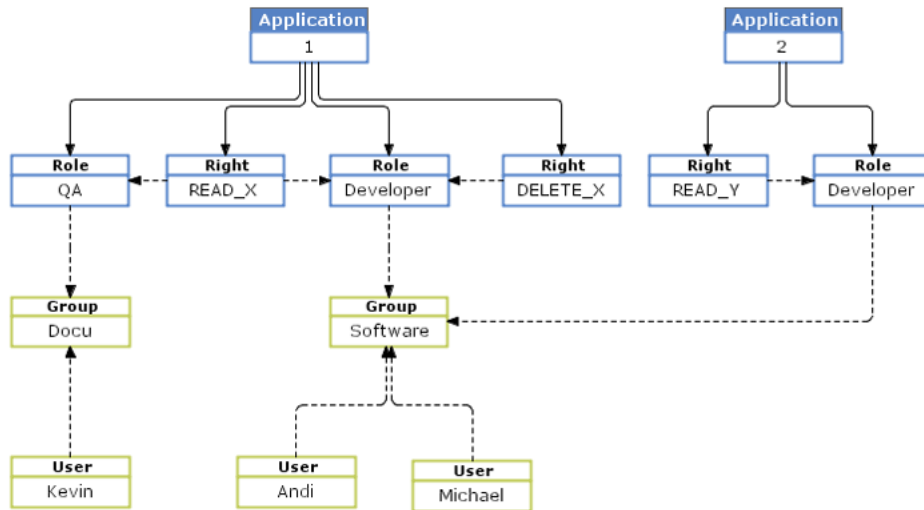 Application
1
Application
2
Role
QA
Right
READ_X
Role
Developer
Right
DELETE_X
Right
READ_Y
Role
Developer
Group
Docu
Group
Software
User
Kevin
User
Andi
User
Michael